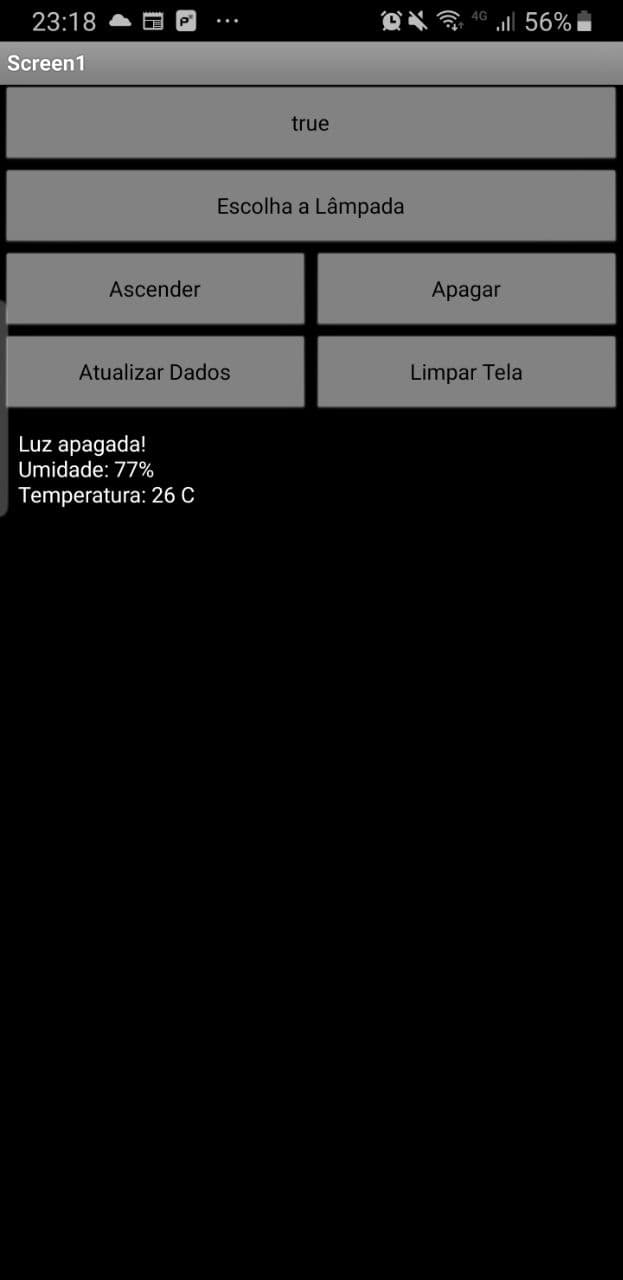 23:18 P 4G 56%
Screen1
true
Escolha a Lâmpada
Ascender Apagar
Atualizar Dados Limpar Tela
Luz apagada!
Umidade: 77%
Temperatura: 26 C